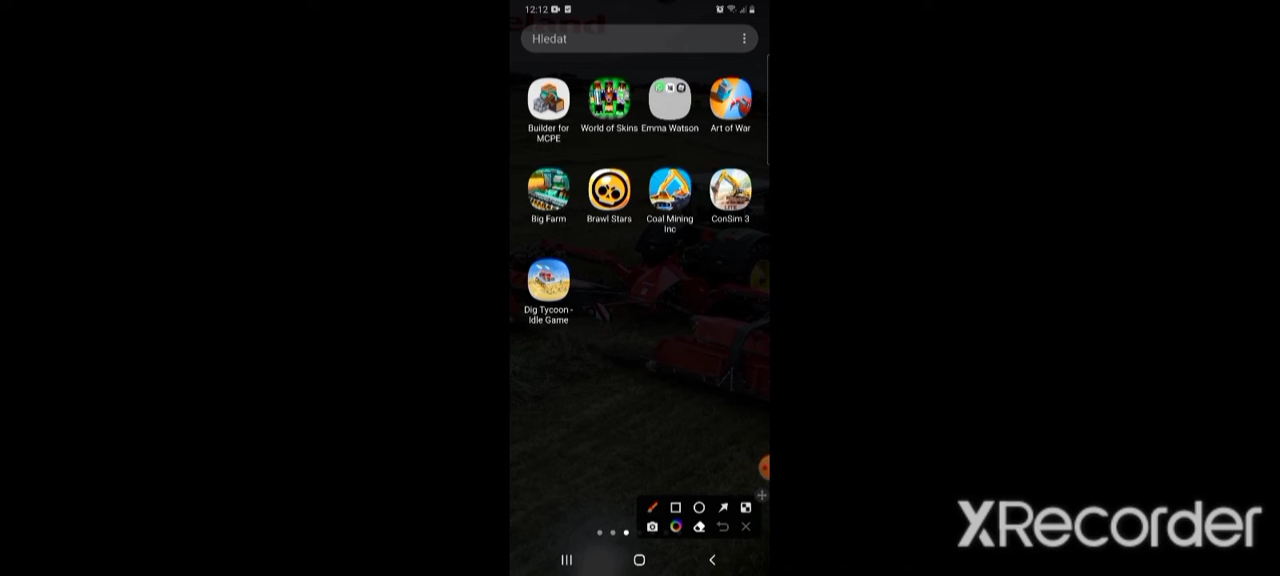 12:12
eland
Hledat
Builder for MCPE
World of Skins
Emma Watson
Art of War
Big Farm
Brawl Stars
Coal Mining Inc
ConSim 3
Dig Tycoon - Idle Game
XRecorder